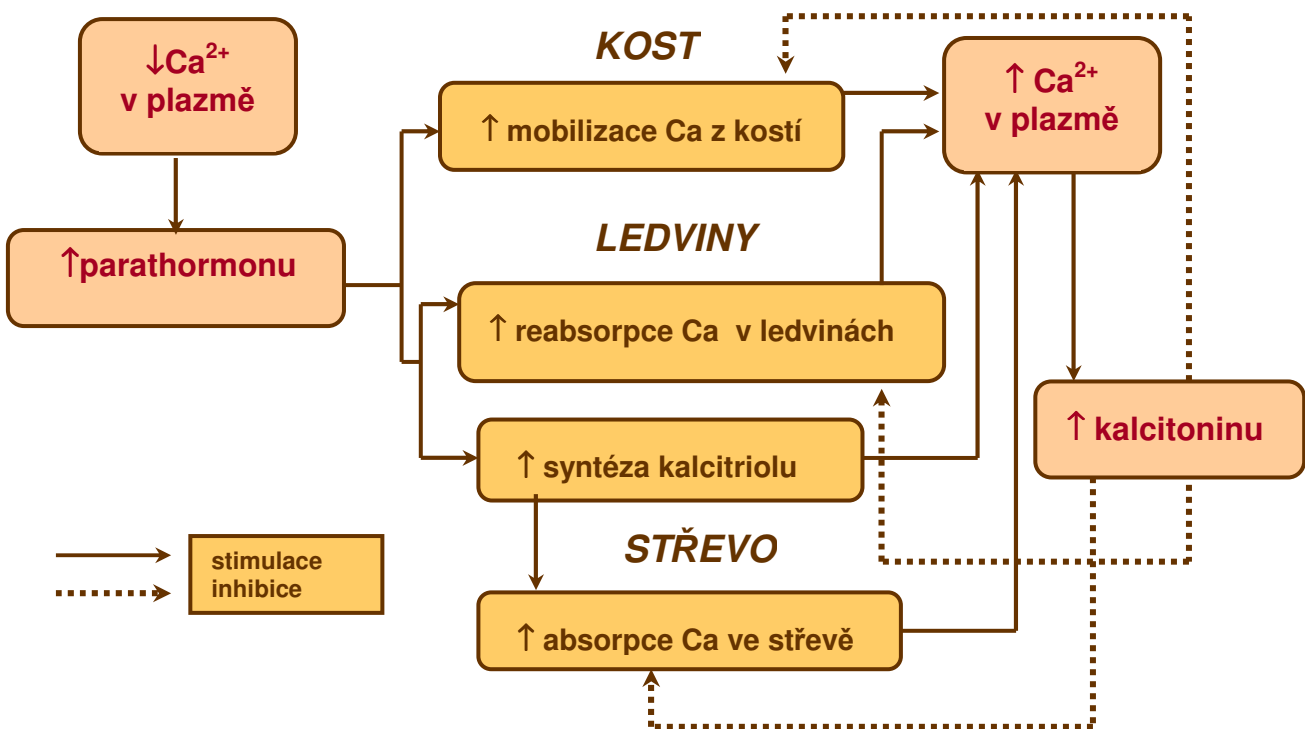 ↓Ca²⁺
v plazmě
KOST
↑ Ca²⁺
v plazmě
↑ mobilizace Ca z kostí
↑parathormonu
LEDVINY
↑ reabsorpce Ca v ledvinách
↑ kalcitoninu
↑ syntéza kalcitriolu
STŘEVO
stimulace
inhibice
↑ absorpce Ca ve střevě